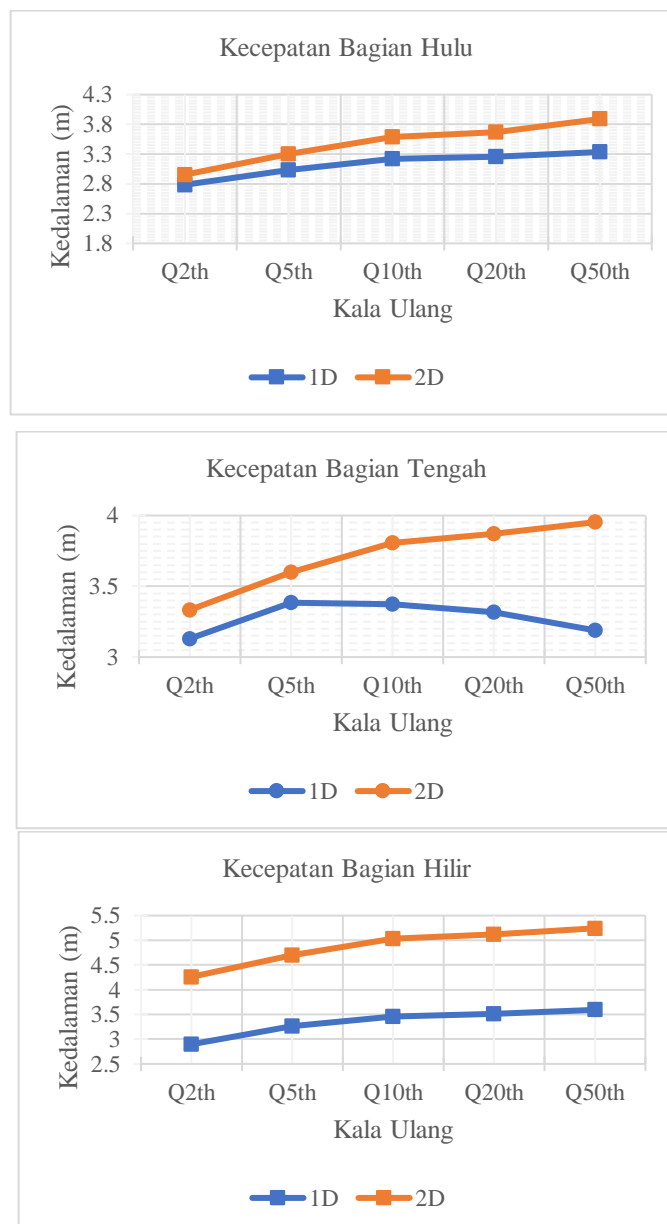 Kecepatan Bagian Hulu
Kedalaman (m)
4.3
3.8
3.3
2.8
2.3
1.8
Q2th Q5th Q10th Q20th Q50th
Kala Ulang
1D 2D
Kecepatan Bagian Tengah
Kedalaman (m)
4
3.5
3
Q2th Q5th Q10th Q20th Q50th
Kala Ulang
1D 2D
Kecepatan Bagian Hilir
Kedalaman (m)
5.5
5
4.5
4
3.5
3
2.5
Q2th Q5th Q10th Q20th Q50th
Kala Ulang
1D 2D